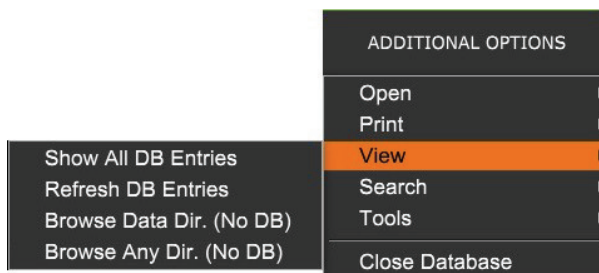 ADDITIONAL OPTIONS
Open
Print
View
Search
Tools
Close Database
Show All DB Entries
Refresh DB Entries
Browse Data Dir. (No DB)
Browse Any Dir. (No DB)